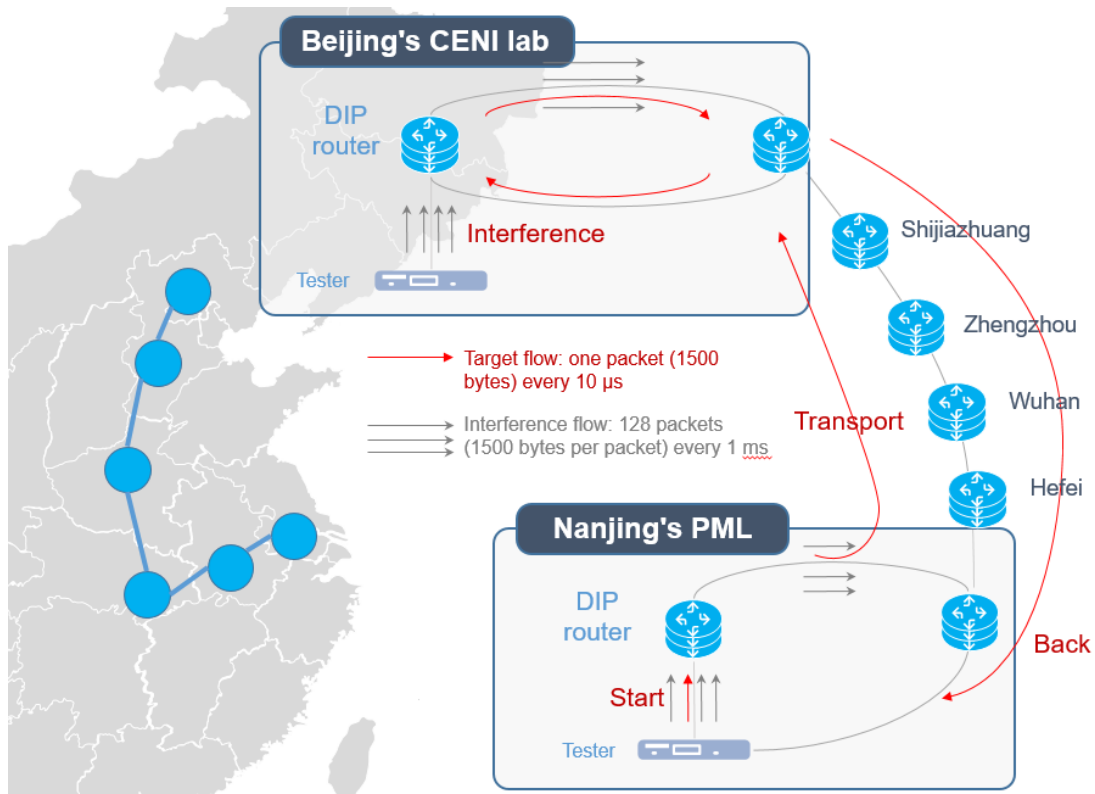 Beijing's CENI lab
DIP
router
Interference
Tester
Shijiazhuang
Zhengzhou
Wuhan
Hefei
Target flow: one packet (1500
bytes) every 10 μs
Interference flow: 128 packets
(1500 bytes per packet) every 1 ms
Transport
Nanjing's PML
DIP
router
Back
Start
Tester